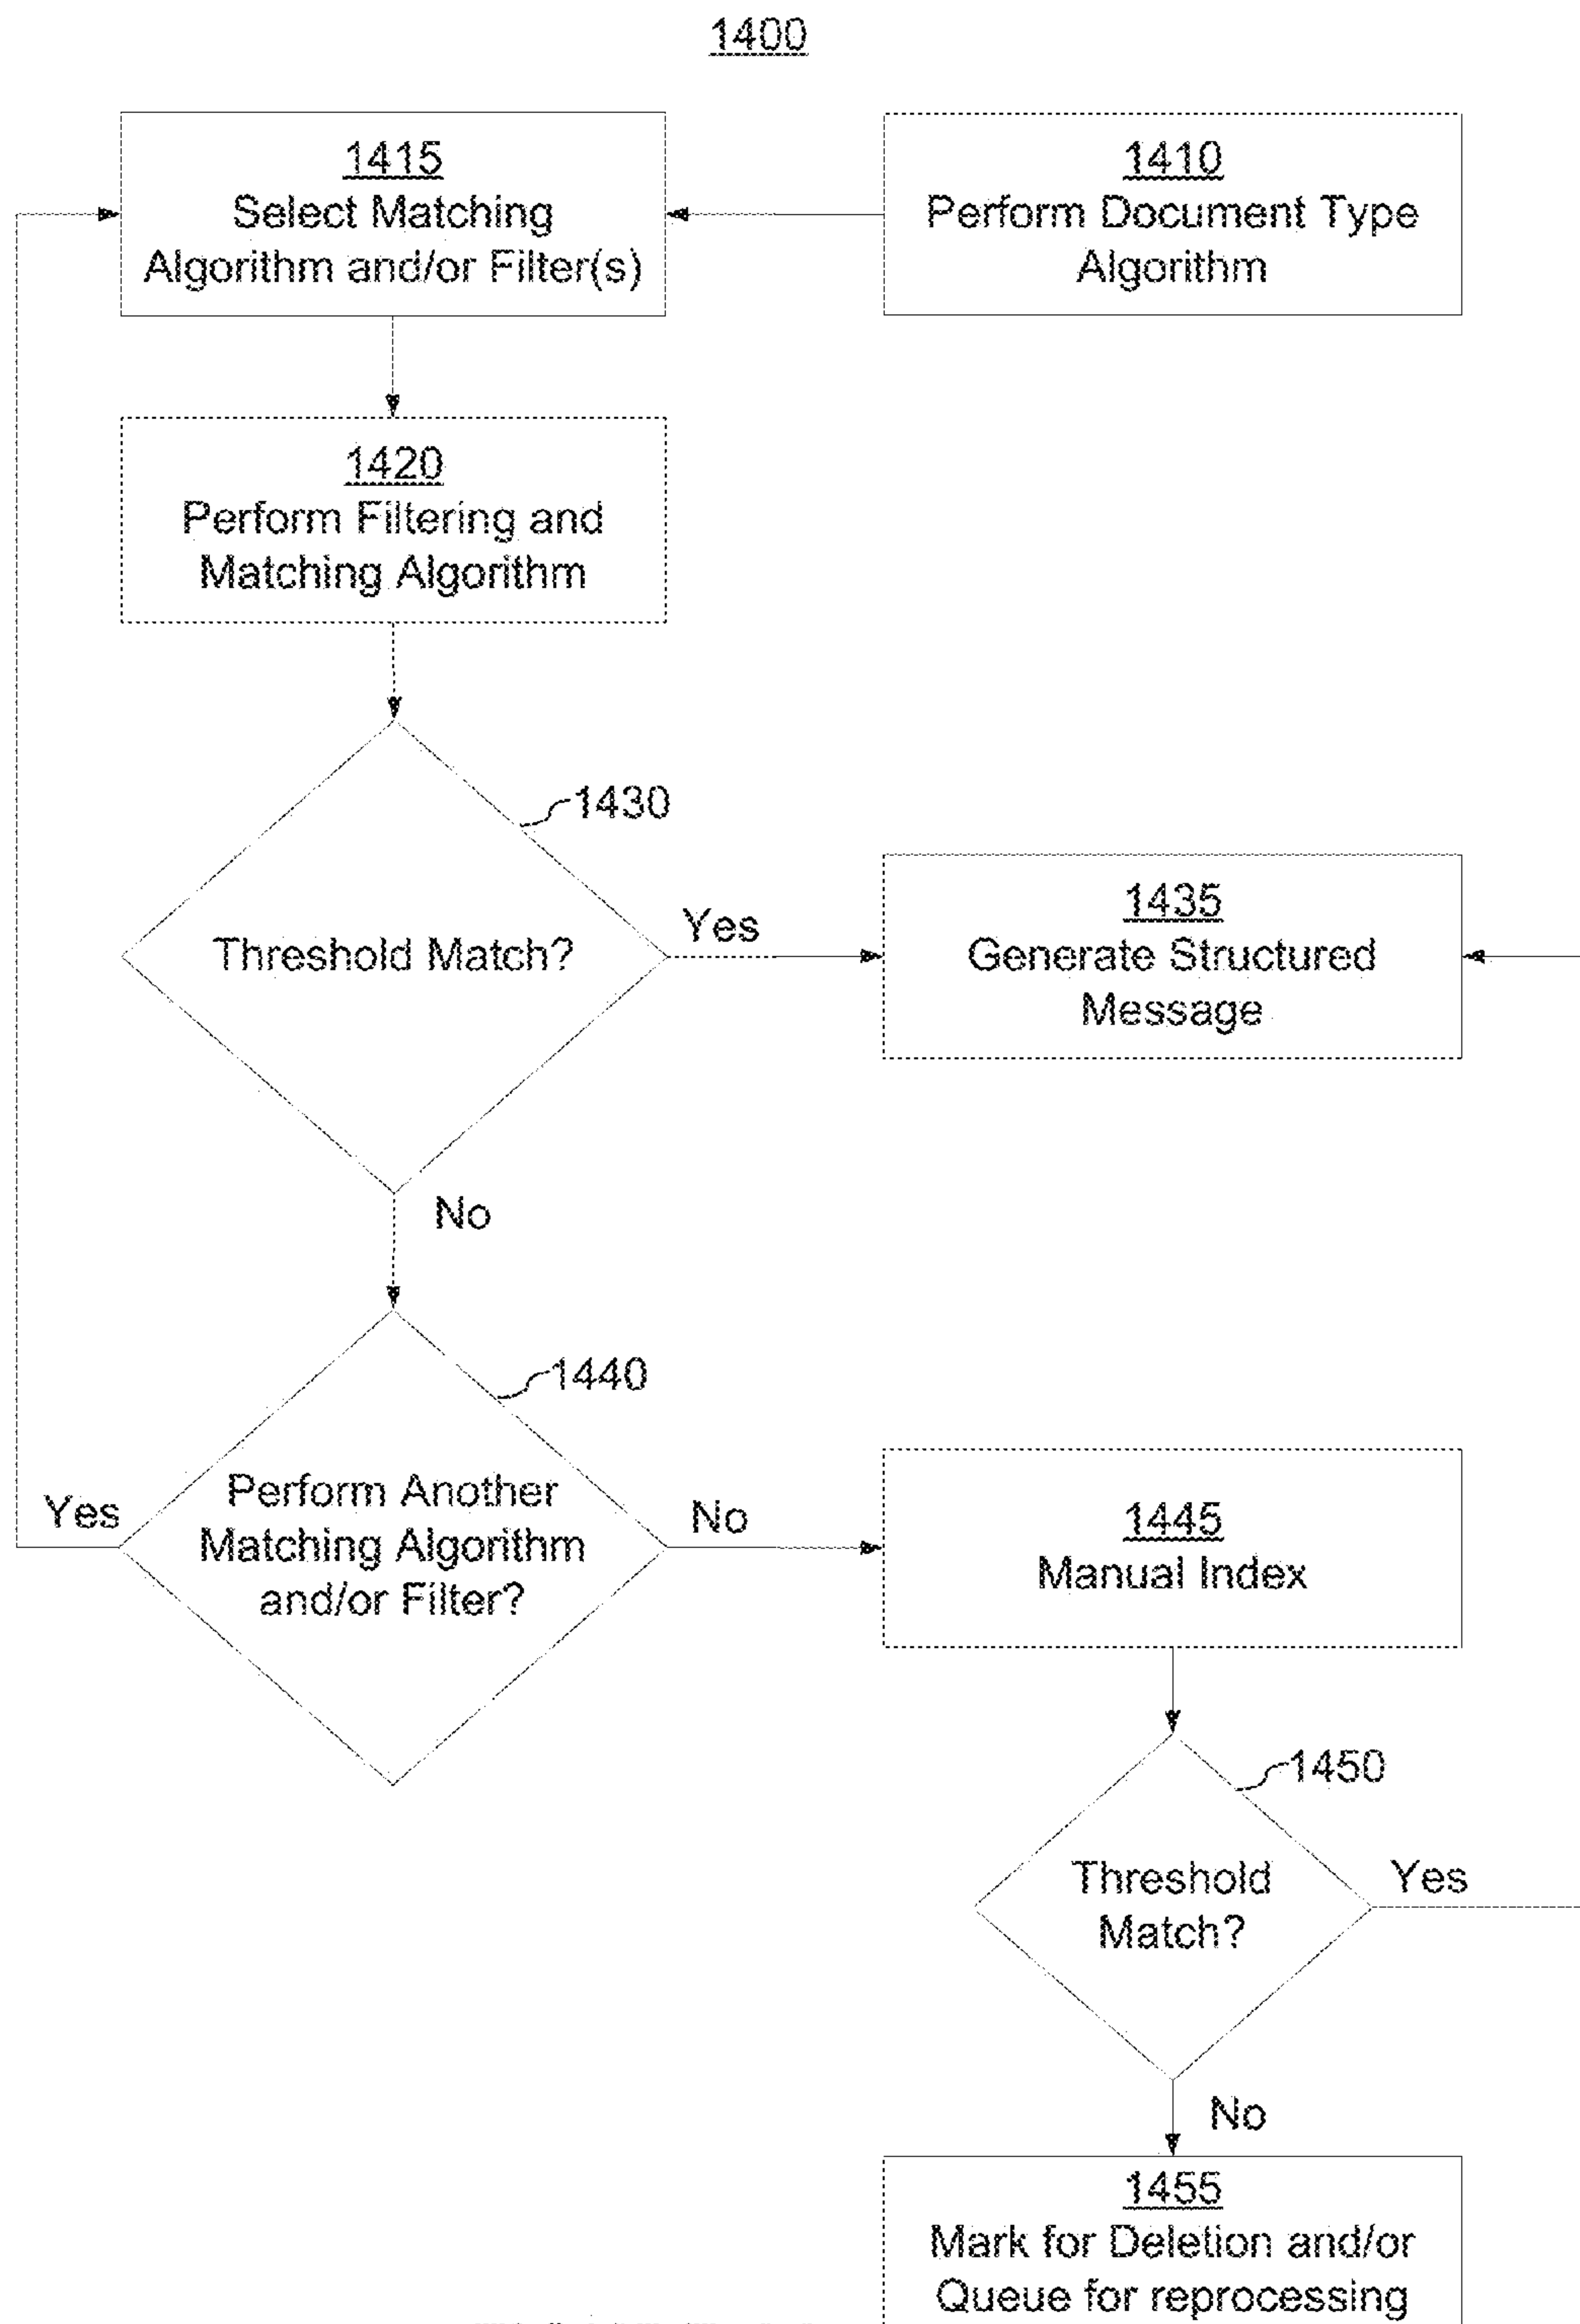 1400
1415
Select Matching
Algorithm and/or Filter(s)
1410
Perform Document Type
Algorithm
1420
Perform Filtering and
Matching Algorithm
1430
Threshold Match?
Yes
1435
Generate Structured
Message
No
1440
Perform Another
Matching Algorithm
and/or Filter?
Yes
No
1445
Manual Index
1450
Threshold
Match?
Yes
No
1455
Mark for Deletion and/or
Queue for reprocessing